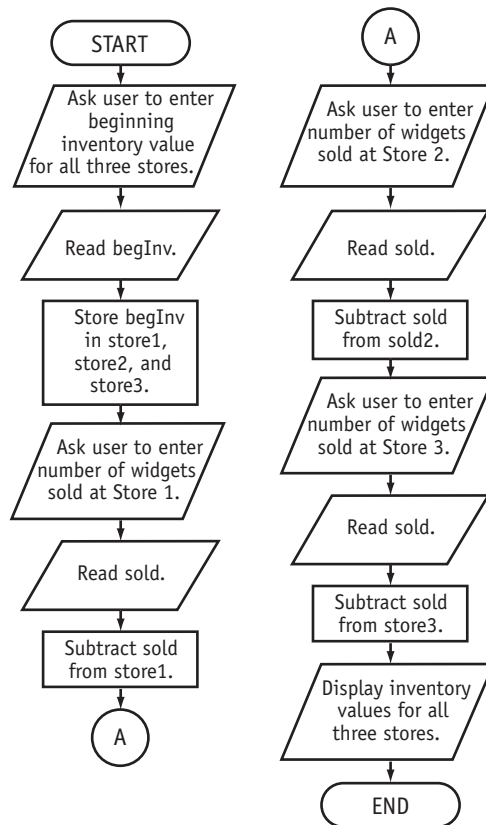 START
Ask user to enter
beginning
inventory value
for all three stores.
Read begInv.
Store begInv
in store1,
store2, and
store3.
Ask user to enter
number of widgets
sold at Store 1.
Read sold.
Subtract sold
from store1.
A
A
Ask user to enter
number of widgets
sold at Store 2.
Read sold.
Subtract sold
from sold2.
Ask user to enter
number of widgets
sold at Store 3.
Read sold.
Subtract sold
from store3.
Display inventory
values for all
three stores.
END